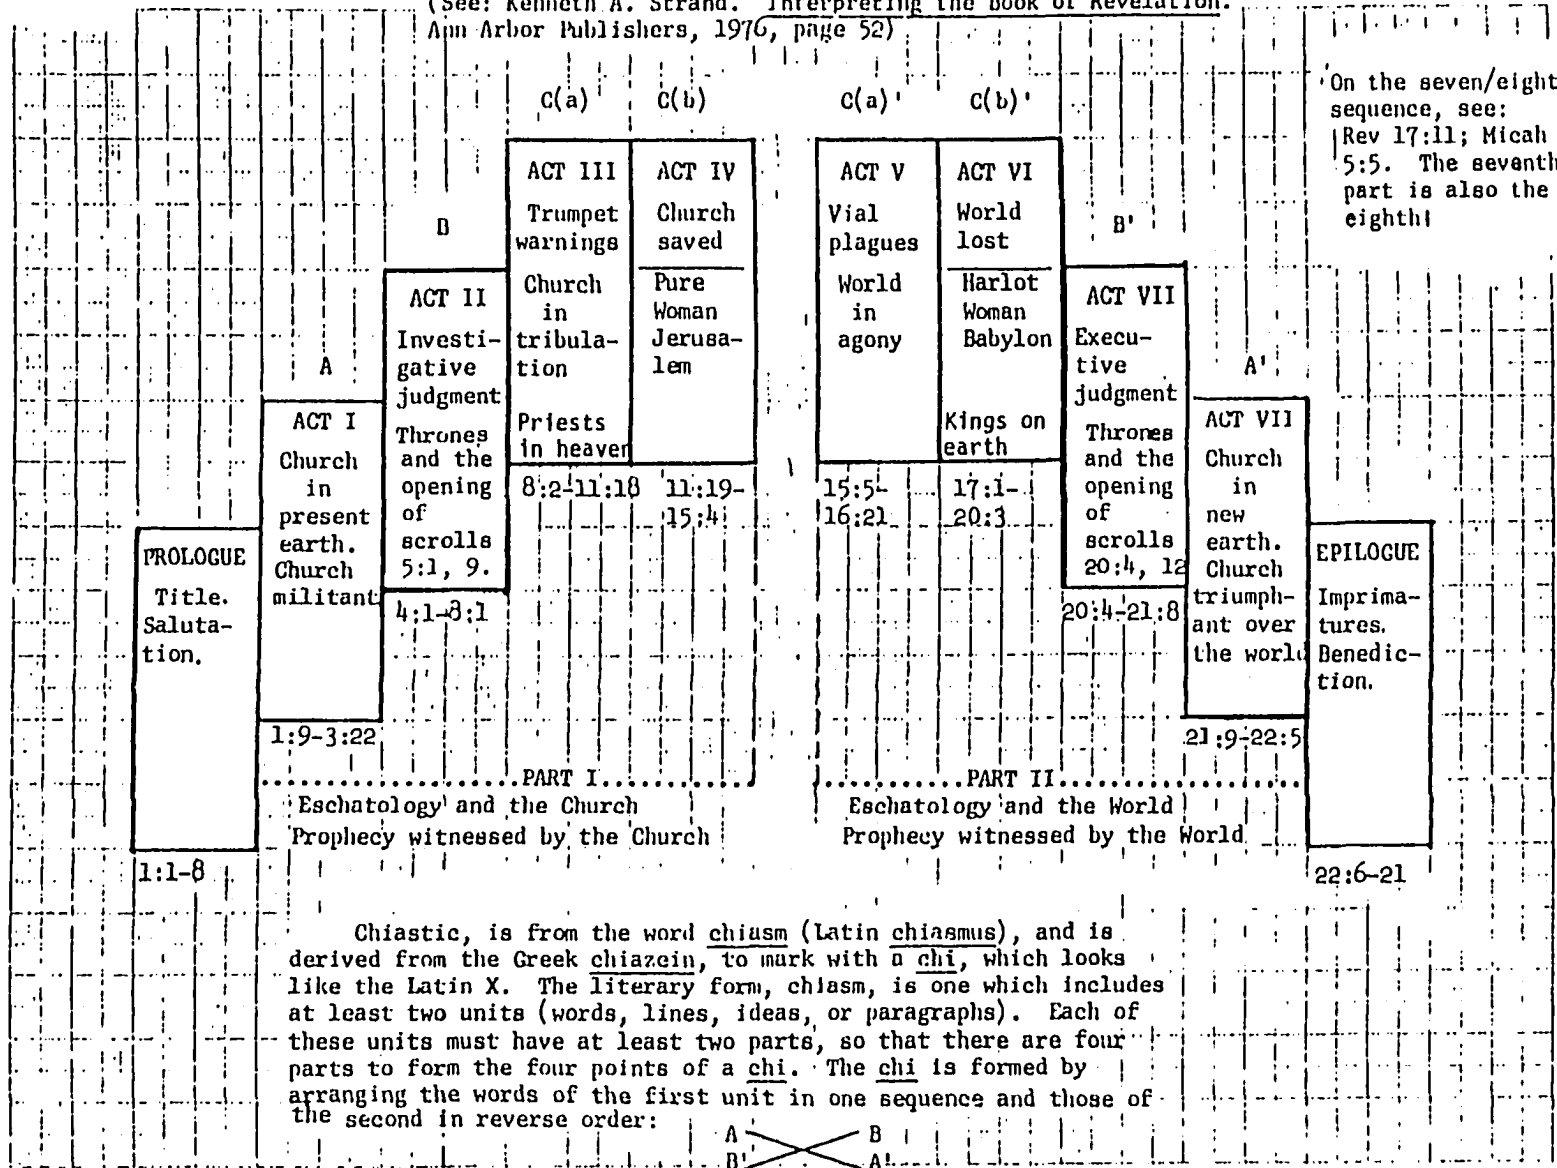 (See: Kenneth A. Strand. Interpreting the Book of Revelation.
Ann Arbor Publishers, 1976, page 52)
On the seven/eight
sequence, see:
Rev 17:11; Micah
5:5. The seventh
part is also the
eighth!
C(a) C(b) C(a)' C(b)'
B B'
A A'
PROLOGUE
Title.
Saluta-
tion.
1:1-8
ACT I
Church
in
present
earth.
Church
militant
1:9-3:22
ACT II
Investi-
gative
judgment
Thrones
and the
opening
of
scrolls
5:1, 9.
4:1-8:1
ACT III
Trumpet
warnings
Church
in
tribula-
tion
Priests
in heaven
8:2-11:18
ACT IV
Church
saved
Pure
Woman
Jerusa-
lem
11:19-
15:4
ACT V
Vial
plagues
World
in
agony
15:5-
16:21
ACT VI
World
lost
Harlot
Woman
Babylon
Kings on
earth
17:1-
20:3
ACT VII
Execu-
tive
judgment
Thrones
and the
opening
of
scrolls
20:4, 12
20:4-21:8
ACT VII
Church
in
new
earth.
Church
triumph-
ant over
the world
21:9-22:5
EPILOGUE
Imprima-
tures.
Benedic-
tion.
22:6-21
PART I
Eschatology and the Church
Prophecy witnessed by the Church
PART II
Eschatology and the World
Prophecy witnessed by the World
Chiastic, is from the word chiasm (Latin chiasmus), and is
derived from the Greek chiazein, to mark with a chi, which looks
like the Latin X. The literary form, chiasm, is one which includes
at least two units (words, lines, ideas, or paragraphs). Each of
these units must have at least two parts, so that there are four
parts to form the four points of a chi. The chi is formed by
arranging the words of the first unit in one sequence and those of
the second in reverse order:
A B
B' A'